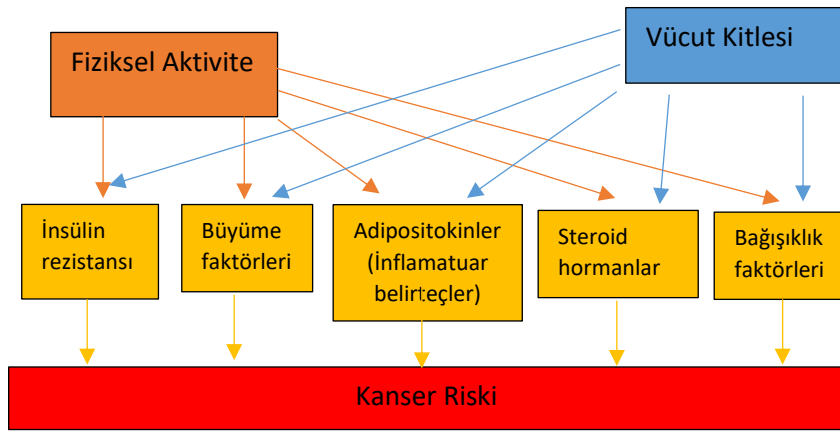 Fiziksel Aktivite
Vücut Kitlesi
İnsülin
rezistansı
Büyüme
faktörleri
Adipositokinler
(İnflamatuar
belirteçler)
Steroid
hormanlar
Bağışıklık
faktörleri
Kanser Riski